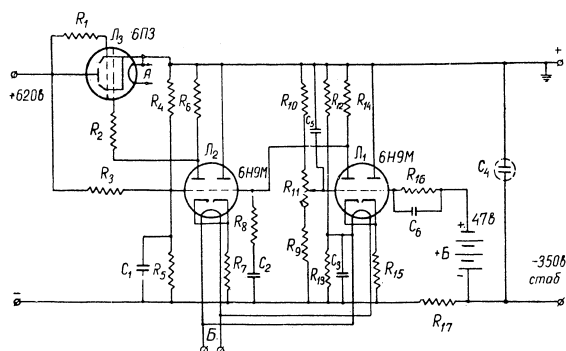 R1
Л3 6П3
+620в
А
R4
R6
R10
R12
R14
+
R2
C5
Л2
6Н9М
Л1
6Н9М
C4
R3
R11
R16
C6
47в
+
+Б
-
R8
R9
C1
R5
R7
C2
R13
C3
R15
-350в
стаб
–
R17
Б